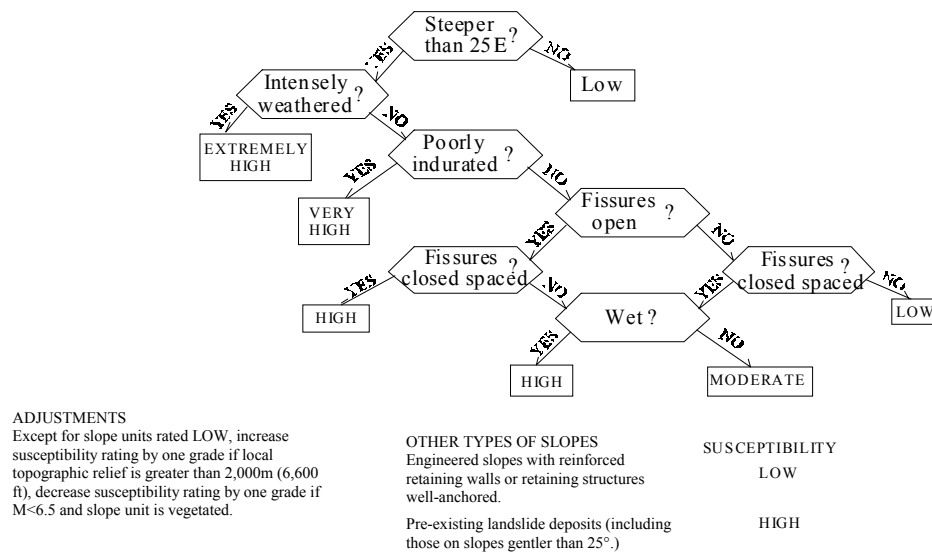 Steeper
than 25E ?
YES
NO
Low
Intensely
weathered ?
YES
NO
EXTREMELY
HIGH
Poorly
indurated ?
YES
NO
VERY
HIGH
Fissures
open ?
YES
NO
Fissures
closed spaced ?
YES
NO
Fissures
closed spaced ?
YES
NO
HIGH
Wet ?
LOW
YES
NO
HIGH
MODERATE
ADJUSTMENTS
Except for slope units rated LOW, increase
susceptibility rating by one grade if local
topographic relief is greater than 2,000m (6,600
ft), decrease susceptibility rating by one grade if
M<6.5 and slope unit is vegetated.
OTHER TYPES OF SLOPES
SUSCEPTIBILITY
Engineered slopes with reinforced
retaining walls or retaining structures
well-anchored.
LOW
Pre-existing landslide deposits (including
those on slopes gentler than 25°.)
HIGH